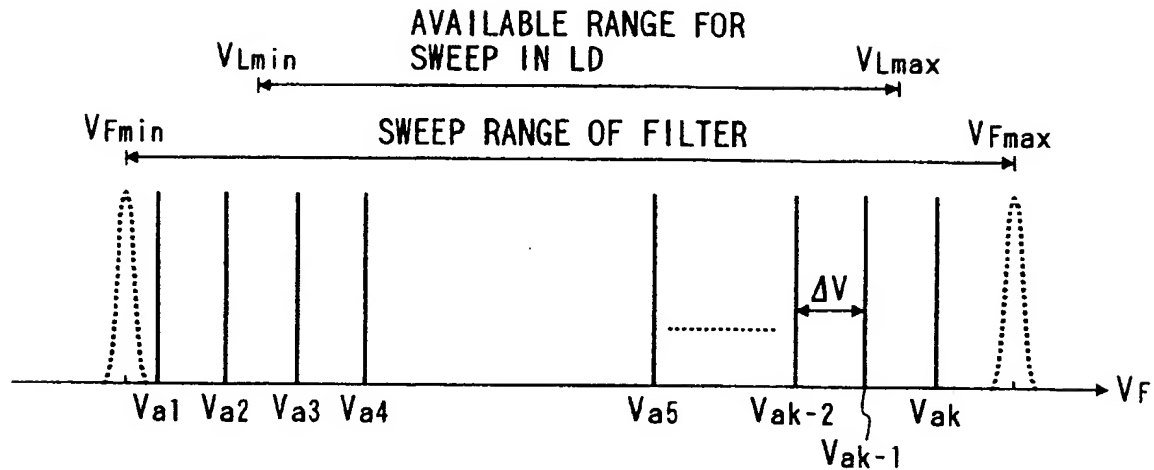 AVAILABLE RANGE FOR
SWEEP IN LD
VLmin
VLmax
VFmin
SWEEP RANGE OF FILTER
VFmax
ΔV
VF
Va1 Va2 Va3 Va4 Va5 Vak-2 Vak
Vak-1